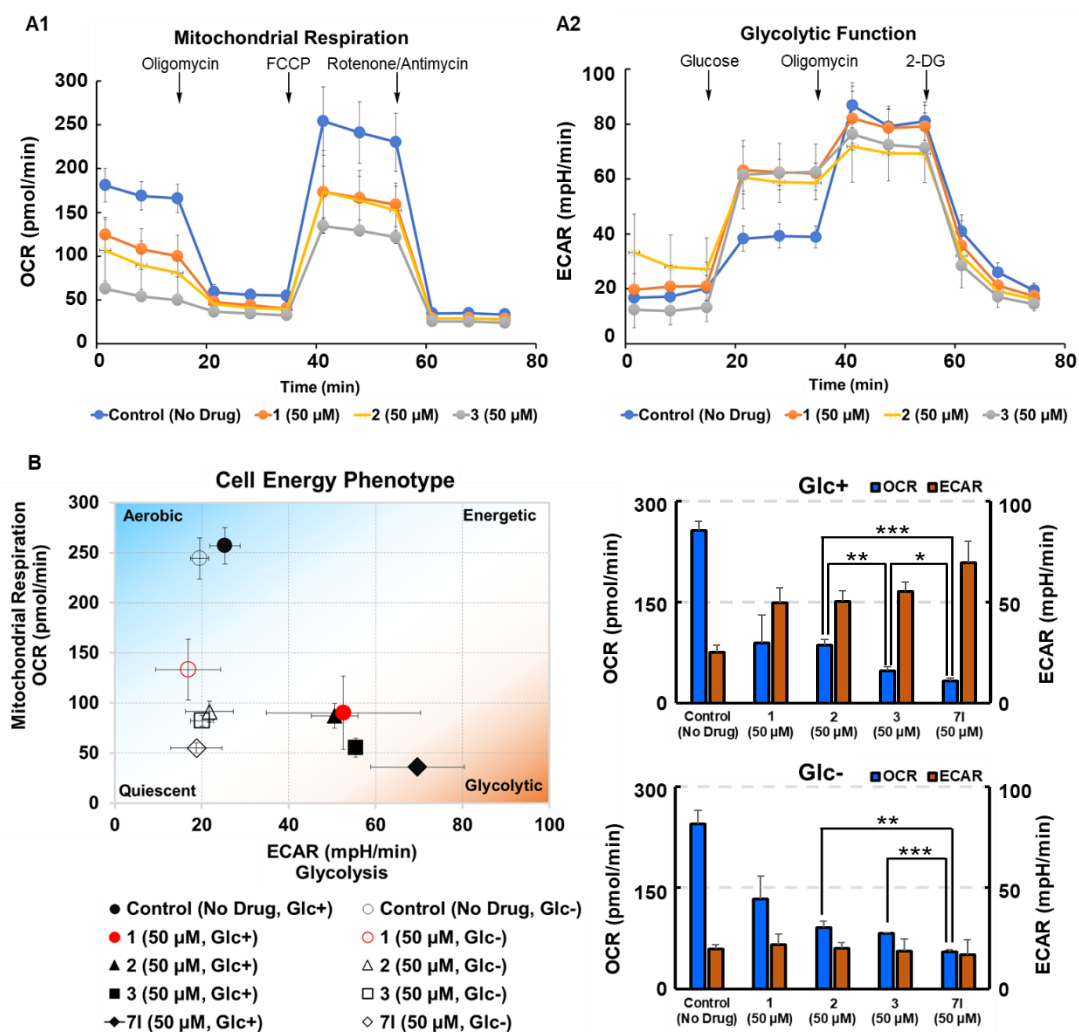 A1
Mitochondrial Respiration
Oligomycin FCCP Rotenone/Antimycin
300
250
200
150
100
50
0
OCR (pmol/min)
0 20 40 60 80
Time (min)
Control (No Drug) 1 (50 µM) 2 (50 µM) 3 (50 µM)
A2
Glycolytic Function
Glucose Oligomycin 2-DG
100
80
60
40
20
0
ECAR (mpH/min)
0 20 40 60 80
Time (min)
Control (No Drug) 1 (50 µM) 2 (50 µM) 3 (50 µM)
B
Cell Energy Phenotype
Mitochondrial Respiration
OCR (pmol/min)
300
250
200
150
100
50
0
Aerobic Energetic
Quiescent Glycolytic
0 20 40 60 80 100
ECAR (mpH/min)
Glycolysis
Control (No Drug, Glc+) Control (No Drug, Glc-)
1 (50 µM, Glc+) 1 (50 µM, Glc-)
2 (50 µM, Glc+) 2 (50 µM, Glc-)
3 (50 µM, Glc+) 3 (50 µM, Glc-)
7l (50 µM, Glc+) 7l (50 µM, Glc-)
Glc+ OCR ECAR
300
150
0
OCR (pmol/min)
*** 
** *
100
50
0
ECAR (mpH/min)
Control 1 2 3 7l
(No Drug) (50 µM) (50 µM) (50 µM) (50 µM)
Glc- OCR ECAR
300
150
0
OCR (pmol/min)
**
***
100
50
0
ECAR (mpH/min)
Control 1 2 3 7l
(No Drug) (50 µM) (50 µM) (50 µM) (50 µM)